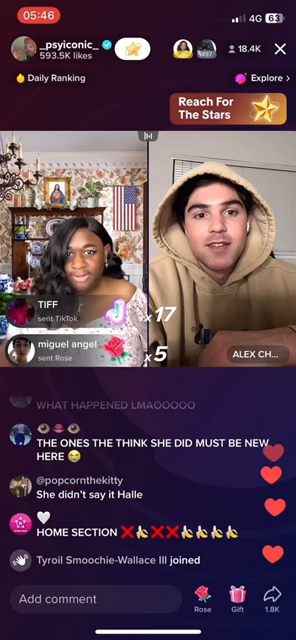 05:46
4G 63
_psyiconic_
593.5K likes
18.4K
Daily Ranking
Explore >
Reach For
The Stars
TIFF
sent TikTok
x 17
miguel angel
sent Rose
x 5
ALEX CH...
WHAT HAPPENED LMAOOOOO
👁️👄👁️
THE ONES THE THINK SHE DID MUST BE NEW
HERE 😭
@popcornthekitty
She didn't say it Halle
🤍
HOME SECTION ❌🍌❌❌🍌🍌🍌🍌
Tyroil Smoochie-Wallace III joined
Add comment
Rose
Gift
1.8K